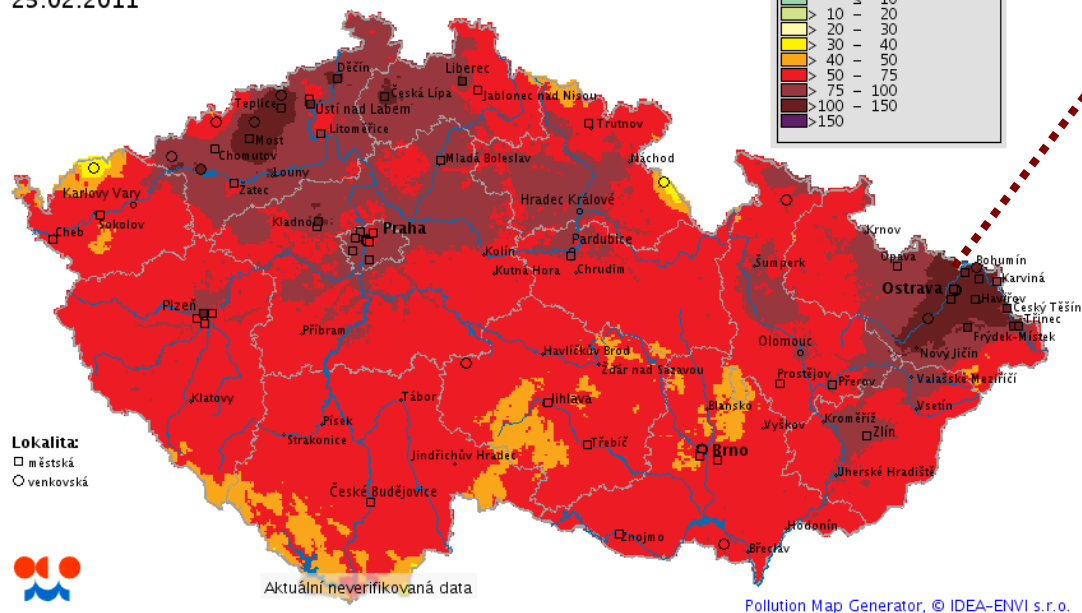 25.02.2011
> 10 - 20
> 20 - 30
> 30 - 40
> 40 - 50
> 50 - 75
> 75 - 100
>100 - 150
>150
Děčín
Liberec
Teplice
Česká Lípa
Jablonec nad Nisou
Ústí nad Labem
Litoměřice
Trutnov
Most
Chomutov
Mladá Boleslav
Náchod
Louny
Karlovy Vary
Žatec
Hradec Králové
Sokolov
Kladno
Praha
Krnov
Cheb
Pardubice
Kolín
Opava
Bohumín
Kutná Hora
Chrudim
Šumperk
Karviná
Ostrava
Havířov
Český Těšín
Plzeň
Třinec
Příbram
Frýdek-Místek
Olomouc
Havlíčkův Brod
Nový Jičín
Žďár nad Sázavou
Prostějov
Přerov
Valašské Meziříčí
Klatovy
Tábor
Jihlava
Blansko
Vsetín
Písek
Vyškov
Kroměříž
Strakonice
Zlín
Lokalita:
městská
venkovská
Třebíč
Brno
Jindřichův Hradec
Uherské Hradiště
České Budějovice
Znojmo
Hodonín
Břeclav
Aktuální neverifikovaná data
Pollution Map Generator, © IDEA-ENVI s.r.o.